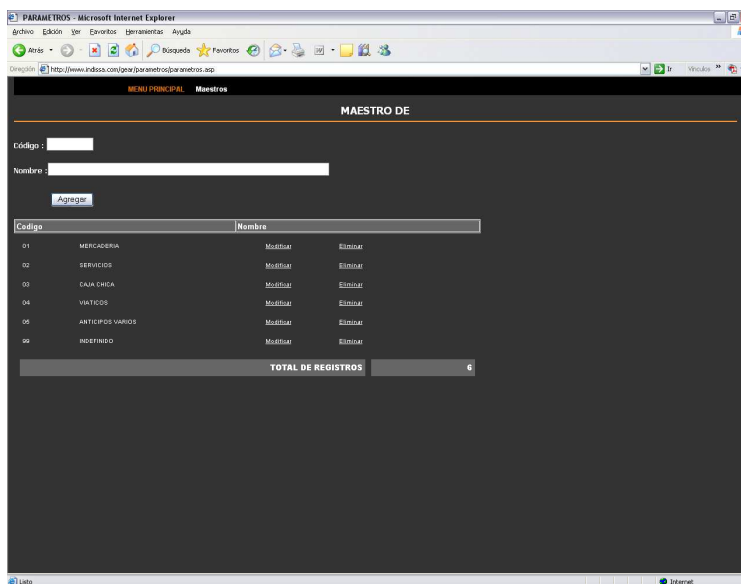 PARAMETROS - Microsoft Internet Explorer
Archivo Edición Ver Favoritos Herramientas Ayuda
Atrás Búsqueda Favoritos
Dirección http://www.indissa.com/gear/parametros/parametros.asp Ir Vínculos »
MENU PRINCIPAL Maestros
MAESTRO DE
Código :
Nombre :
Agregar
Codigo Nombre
01 MERCADERIA Modificar Eliminar
02 SERVICIOS Modificar Eliminar
03 CAJA CHICA Modificar Eliminar
04 VIATICOS Modificar Eliminar
05 ANTICIPOS VARIOS Modificar Eliminar
99 INDEFINIDO Modificar Eliminar
TOTAL DE REGISTROS 6
Listo Internet